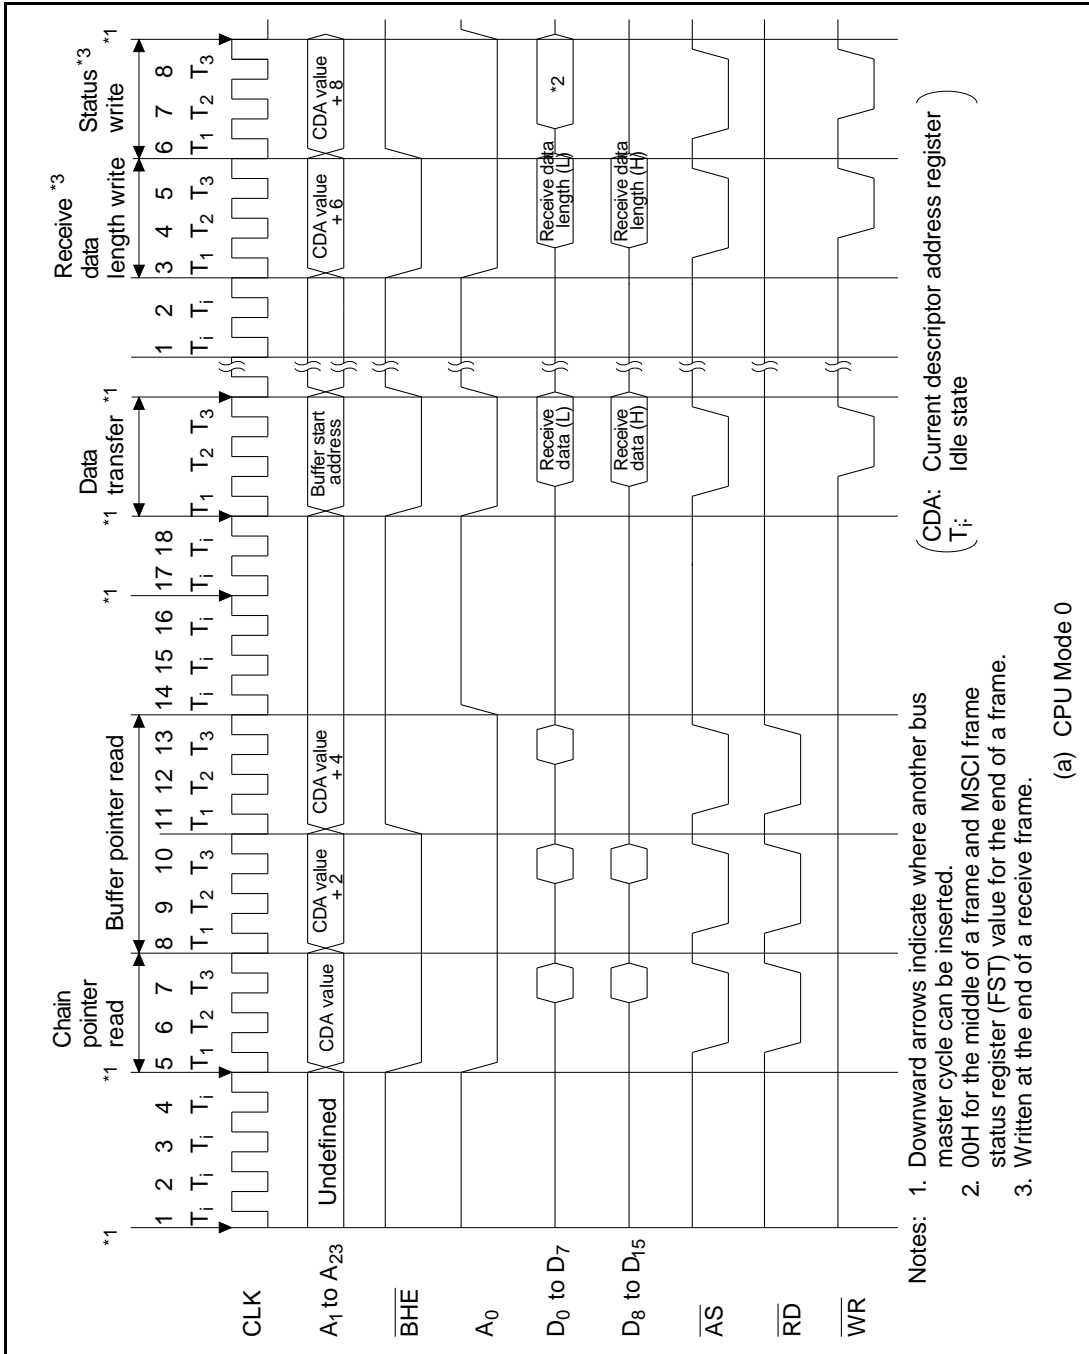 *1 *1 *1 *1 *1 *1
Chain
pointer
read
Buffer pointer read
Data
transfer
Receive *3
data
length write
Status *3
write
1 2 3 4 5 6 7 8 9 10 11 12 13 14 15 16 17 18 1 2 3 4 5 6 7 8
Ti Ti Ti Ti T1 T2 T3 T1 T2 T3 T1 T2 T3 Ti Ti Ti Ti Ti T1 T2 T3 Ti Ti T1 T2 T3 T1 T2 T3
CLK
A1 to A23
Undefined
CDA value
CDA value
+ 2
CDA value
+ 4
Buffer start
address
CDA value
+ 6
CDA value
+ 8
BHE
A0
D0 to D7
Receive
data (L)
Receive data
length (L)
*2
D8 to D15
Receive
data (H)
Receive data
length (H)
AS
RD
WR
Notes: 1. Downward arrows indicate where another bus
master cycle can be inserted.
2. 00H for the middle of a frame and MSCI frame
status register (FST) value for the end of a frame.
3. Written at the end of a receive frame.
CDA: Current descriptor address register
Ti: Idle state
(a) CPU Mode 0